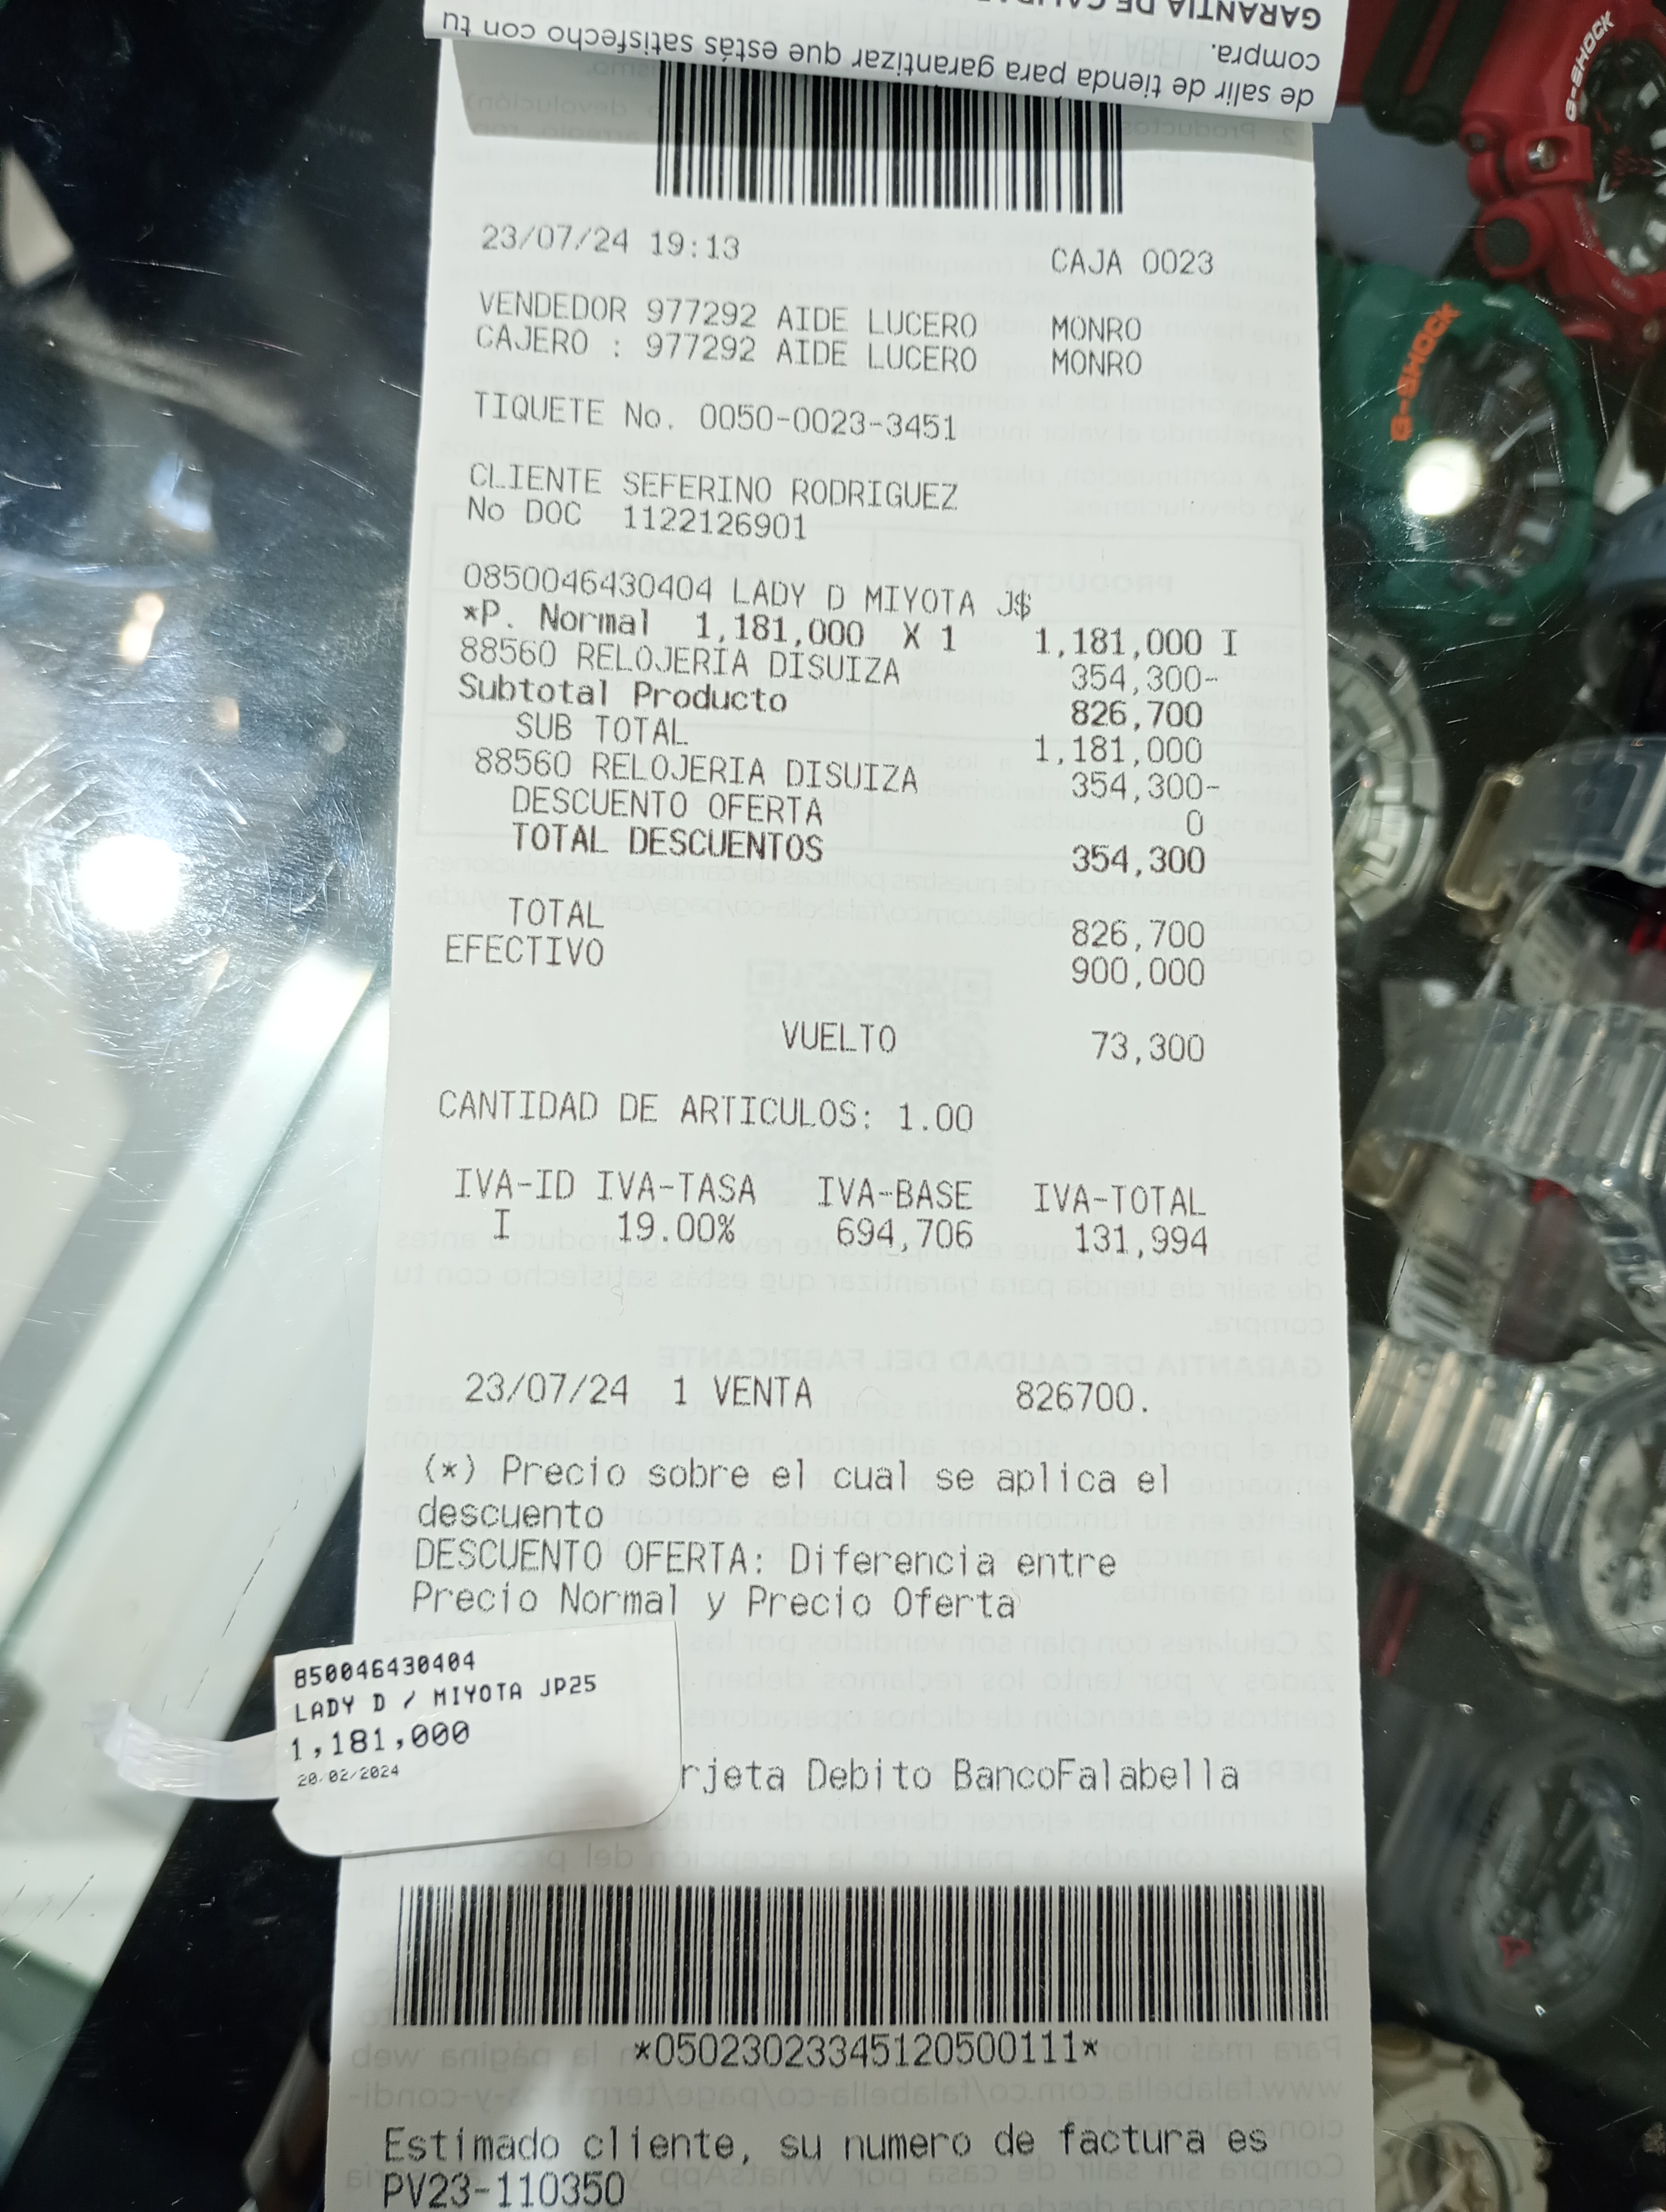 GARANTIA DE
compra.
de salir de tienda para garantizar que estás satisfecho con tu
23/07/24 19:13 CAJA 0023
VENDEDOR 977292 AIDE LUCERO MONRO
CAJERO : 977292 AIDE LUCERO MONRO
TIQUETE No. 0050-0023-3451
CLIENTE SEFERINO RODRIGUEZ
No DOC 1122126901
0850046430404 LADY D MIYOTA J$
*P. Normal 1,181,000 X 1 1,181,000 I
88560 RELOJERIA DISUIZA 354,300-
Subtotal Producto 826,700
SUB TOTAL 1,181,000
88560 RELOJERIA DISUIZA 354,300-
DESCUENTO OFERTA 0
TOTAL DESCUENTOS 354,300
TOTAL 826,700
EFECTIVO 900,000
VUELTO 73,300
CANTIDAD DE ARTICULOS: 1.00
IVA-ID IVA-TASA IVA-BASE IVA-TOTAL
I 19.00% 694,706 131,994
23/07/24 1 VENTA 826700.
(*) Precio sobre el cual se aplica el
descuento
DESCUENTO OFERTA: Diferencia entre
Precio Normal y Precio Oferta
850046430404
LADY D / MIYOTA JP25
1,181,000
20/02/2024
rjeta Debito BancoFalabella
*05023023345120500111*
Estimado cliente, su numero de factura es
PV23-110350
G-SHOCK
G-SHOCK